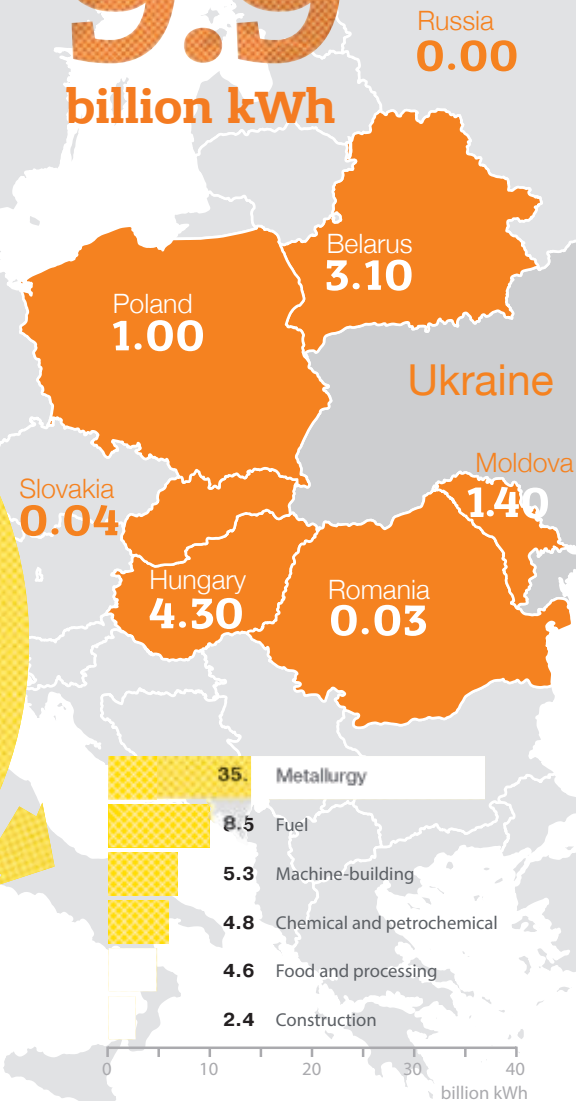 9.9
billion kWh
Russia
0.00
Belarus
3.10
Poland
1.00
Ukraine
Moldova
1.40
Slovakia
0.04
Hungary
4.30
Romania
0.03
35. Metallurgy
8.5 Fuel
5.3 Machine-building
4.8 Chemical and petrochemical
4.6 Food and processing
2.4 Construction
0 10 20 30 40
billion kWh